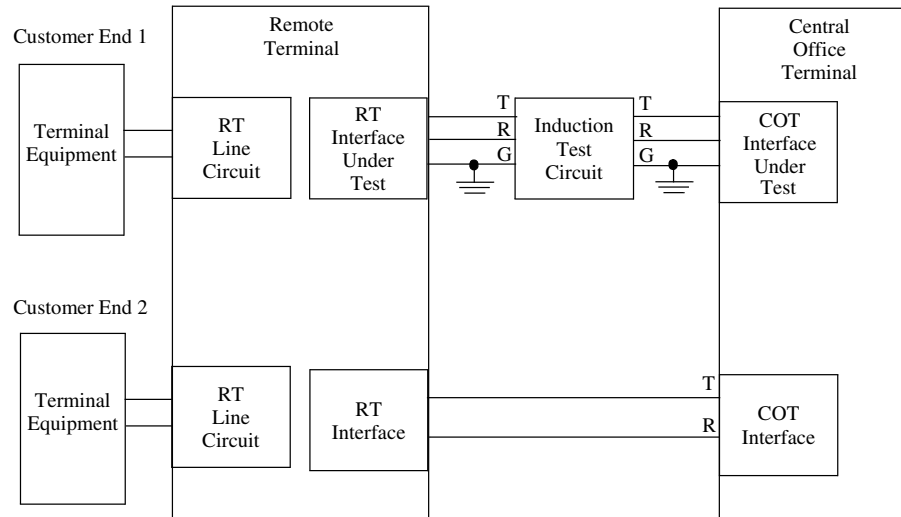 Customer End 1
Terminal
Equipment
Remote
Terminal
RT
Line
Circuit
RT
Interface
Under
Test
T
R
G
Induction
Test
Circuit
T
R
G
Central
Office
Terminal
COT
Interface
Under
Test
Customer End 2
Terminal
Equipment
RT
Line
Circuit
RT
Interface
T
R
COT
Interface